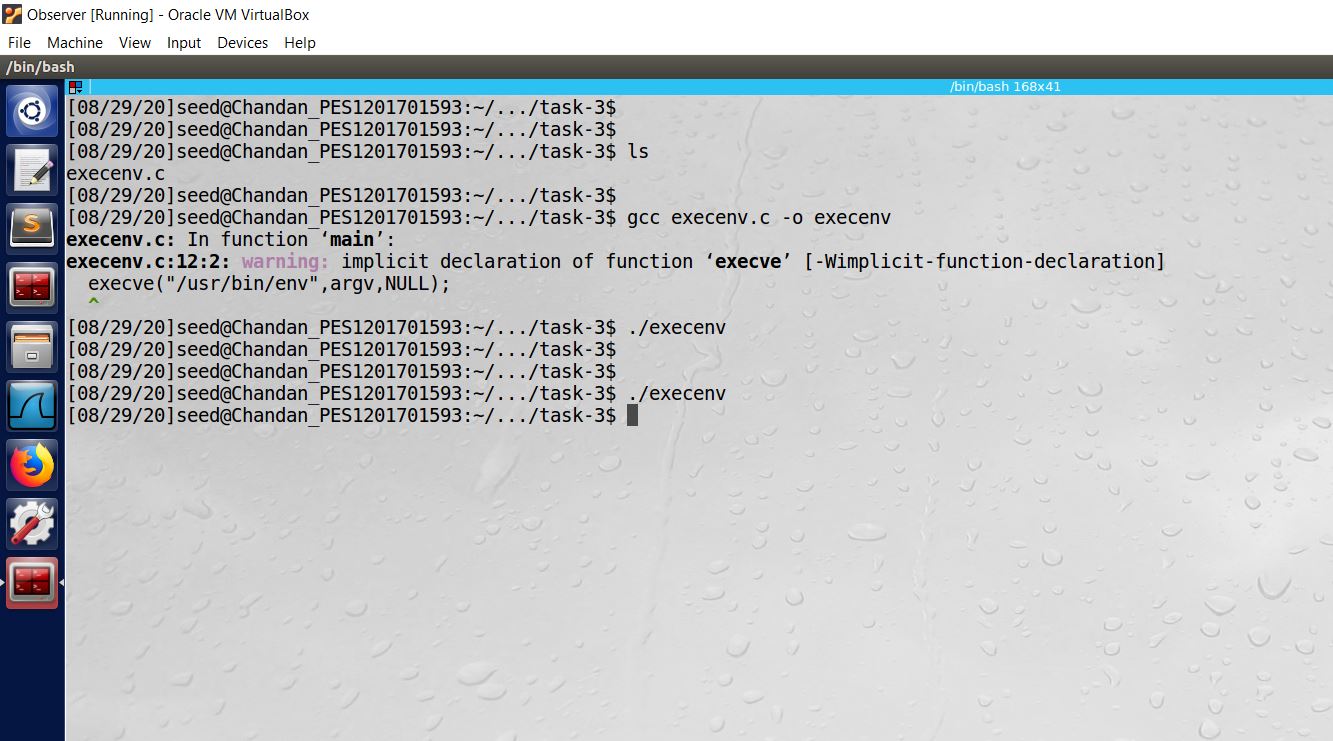 Observer [Running] - Oracle VM VirtualBox
File Machine View Input Devices Help
/bin/bash
/bin/bash 168x41
[08/29/20]seed@Chandan_PES1201701593:~/.../task-3$
[08/29/20]seed@Chandan_PES1201701593:~/.../task-3$
[08/29/20]seed@Chandan_PES1201701593:~/.../task-3$ ls
execenv.c
[08/29/20]seed@Chandan_PES1201701593:~/.../task-3$
[08/29/20]seed@Chandan_PES1201701593:~/.../task-3$ gcc execenv.c -o execenv
execenv.c: In function ‘main’:
execenv.c:12:2: warning: implicit declaration of function ‘execve’ [-Wimplicit-function-declaration]
  execve("/usr/bin/env",argv,NULL);
  ^
[08/29/20]seed@Chandan_PES1201701593:~/.../task-3$ ./execenv
[08/29/20]seed@Chandan_PES1201701593:~/.../task-3$
[08/29/20]seed@Chandan_PES1201701593:~/.../task-3$
[08/29/20]seed@Chandan_PES1201701593:~/.../task-3$ ./execenv
[08/29/20]seed@Chandan_PES1201701593:~/.../task-3$